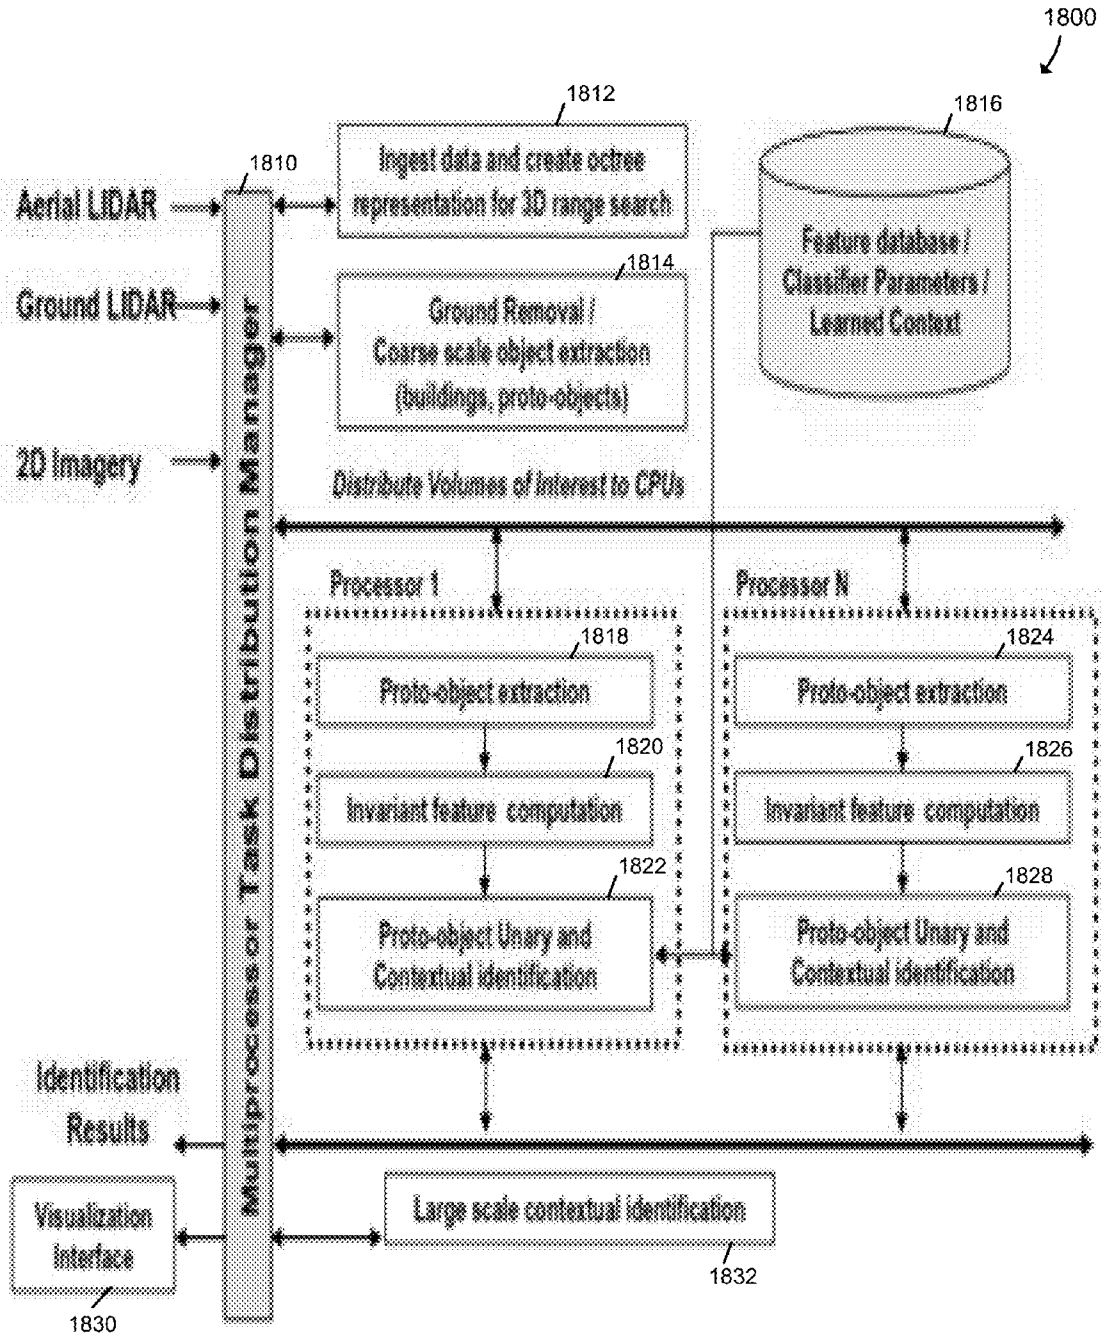 1800
1812
Ingest data and create octree
representation for 3D range search
1816
Feature database /
Classifier Parameters /
Learned Context
1810
Aerial LIDAR
Ground LIDAR
2D Imagery
Multiprocessor Task Distribution Manager
1814
Ground Removal /
Coarse scale object extraction
(buildings, proto-objects)
Distribute Volumes of Interest to CPUs
Processor 1
1818
Proto-object extraction
1820
Invariant feature computation
1822
Proto-object Unary and
Contextual identification
Processor N
1824
Proto-object extraction
1826
Invariant feature computation
1828
Proto-object Unary and
Contextual identification
Identification
Results
Visualization
Interface
1830
Large scale contextual identification
1832